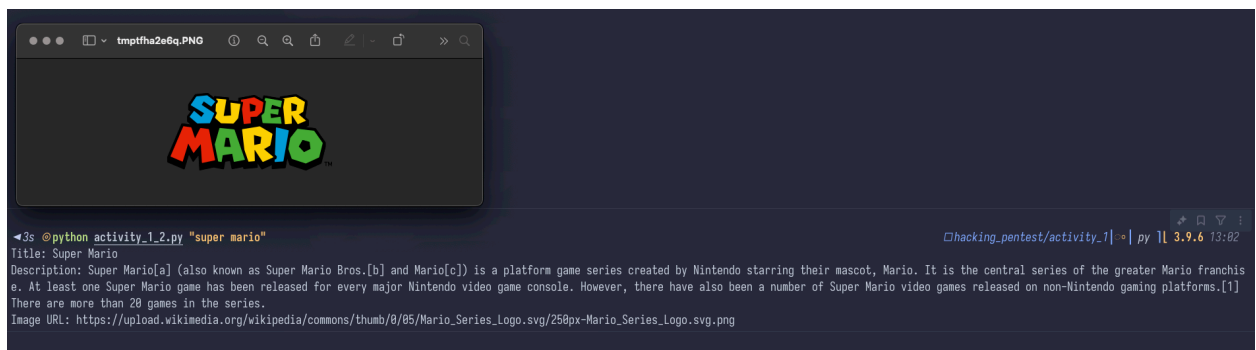 tmptfha2e6q.PNG
SUPER
MARIO
TM
3s python activity_1_2.py "super mario"
hacking_pentest/activity_1 py 3.9.6 13:02
Title: Super Mario
Description: Super Mario[a] (also known as Super Mario Bros.[b] and Mario[c]) is a platform game series created by Nintendo starring their mascot, Mario. It is the central series of the greater Mario franchis
e. At least one Super Mario game has been released for every major Nintendo video game console. However, there have also been a number of Super Mario video games released on non-Nintendo gaming platforms.[1]
There are more than 20 games in the series.
Image URL: https://upload.wikimedia.org/wikipedia/commons/thumb/0/05/Mario_Series_Logo.svg/250px-Mario_Series_Logo.svg.png